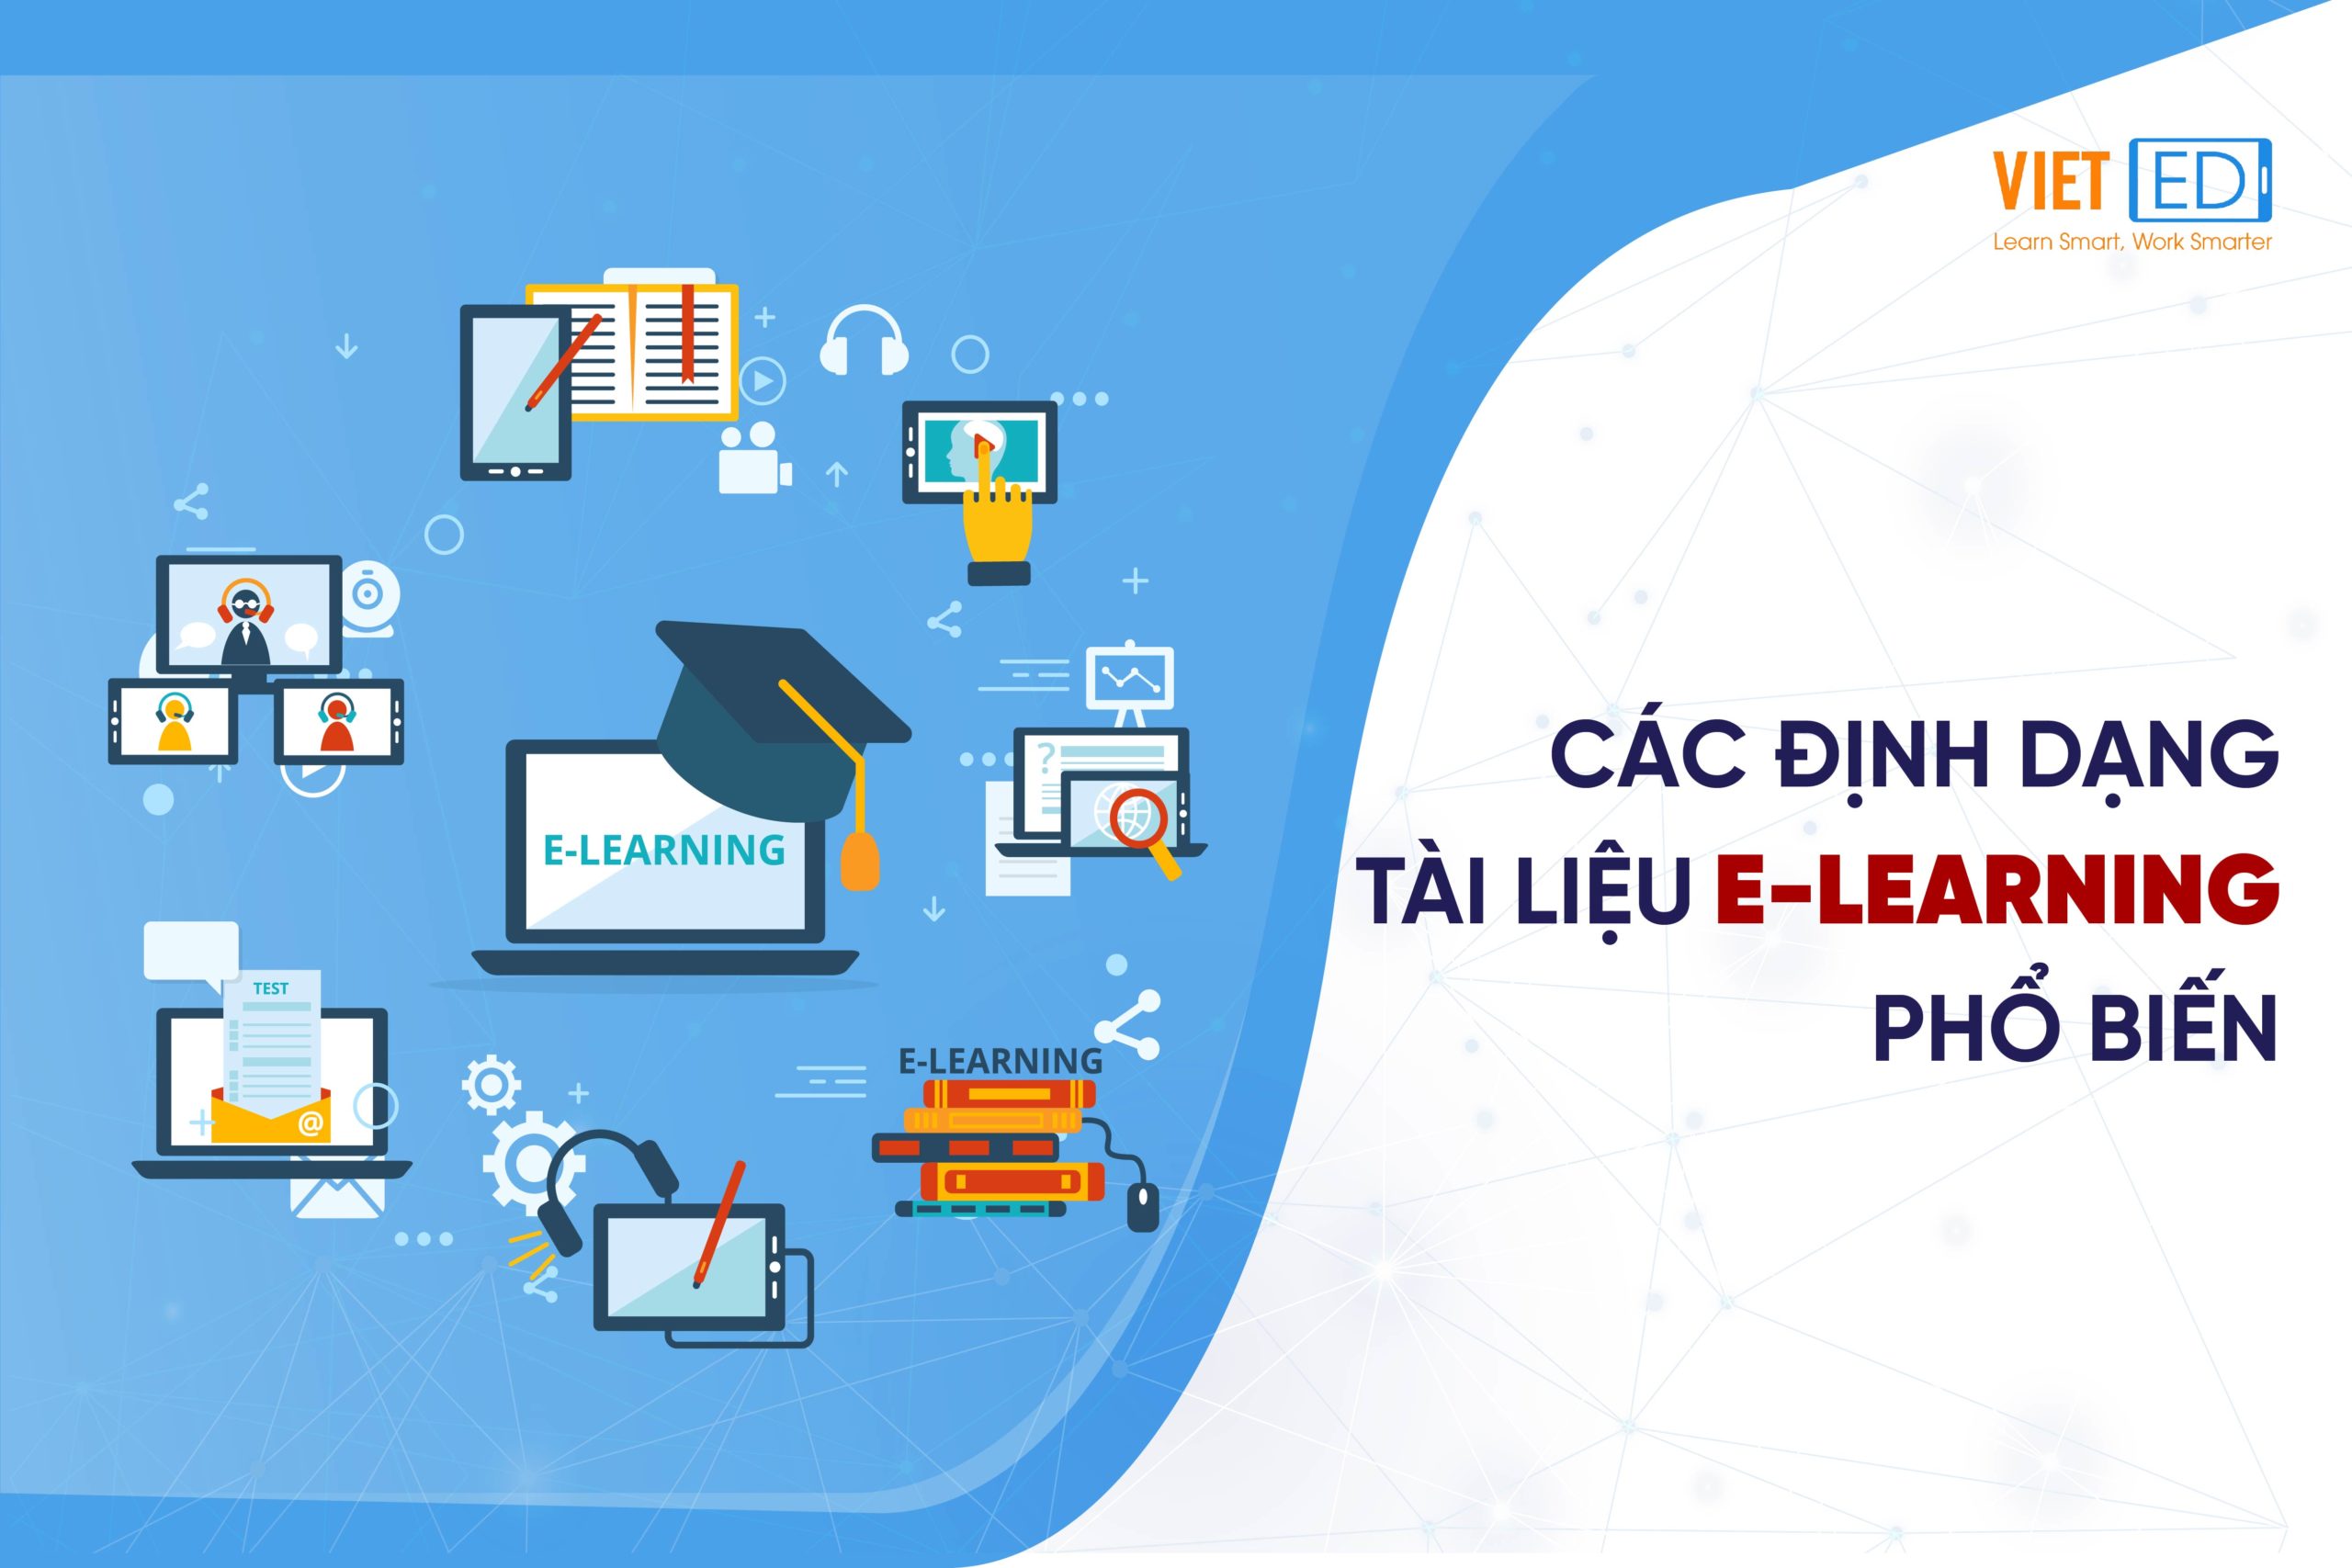 VIET ED
Learn Smart, Work Smarter
CÁC ĐỊNH DẠNG
TÀI LIỆU E-LEARNING
PHỔ BIẾN
E-LEARNING
?
TEST
@
E-LEARNING